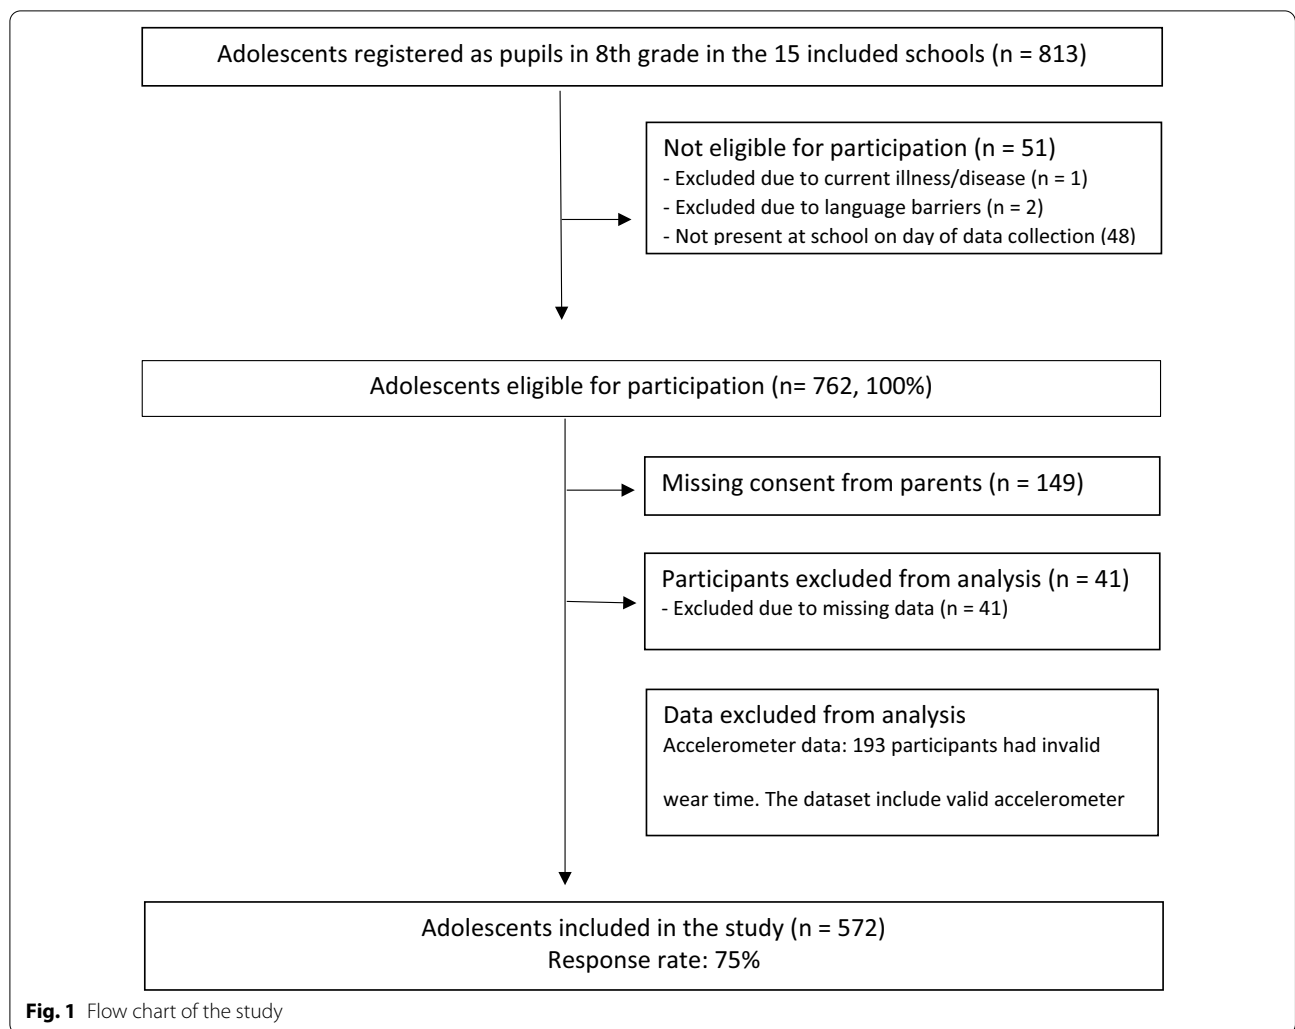 Adolescents registered as pupils in 8th grade in the 15 included schools (n = 813)
Not eligible for participation (n = 51)
- Excluded due to current illness/disease (n = 1)
- Excluded due to language barriers (n = 2)
- Not present at school on day of data collection (48)
Adolescents eligible for participation (n= 762, 100%)
Missing consent from parents (n = 149)
Participants excluded from analysis (n = 41)
- Excluded due to missing data (n = 41)
Data excluded from analysis
Accelerometer data: 193 participants had invalid
wear time. The dataset include valid accelerometer
Adolescents included in the study (n = 572)
Response rate: 75%
Fig. 1 Flow chart of the study